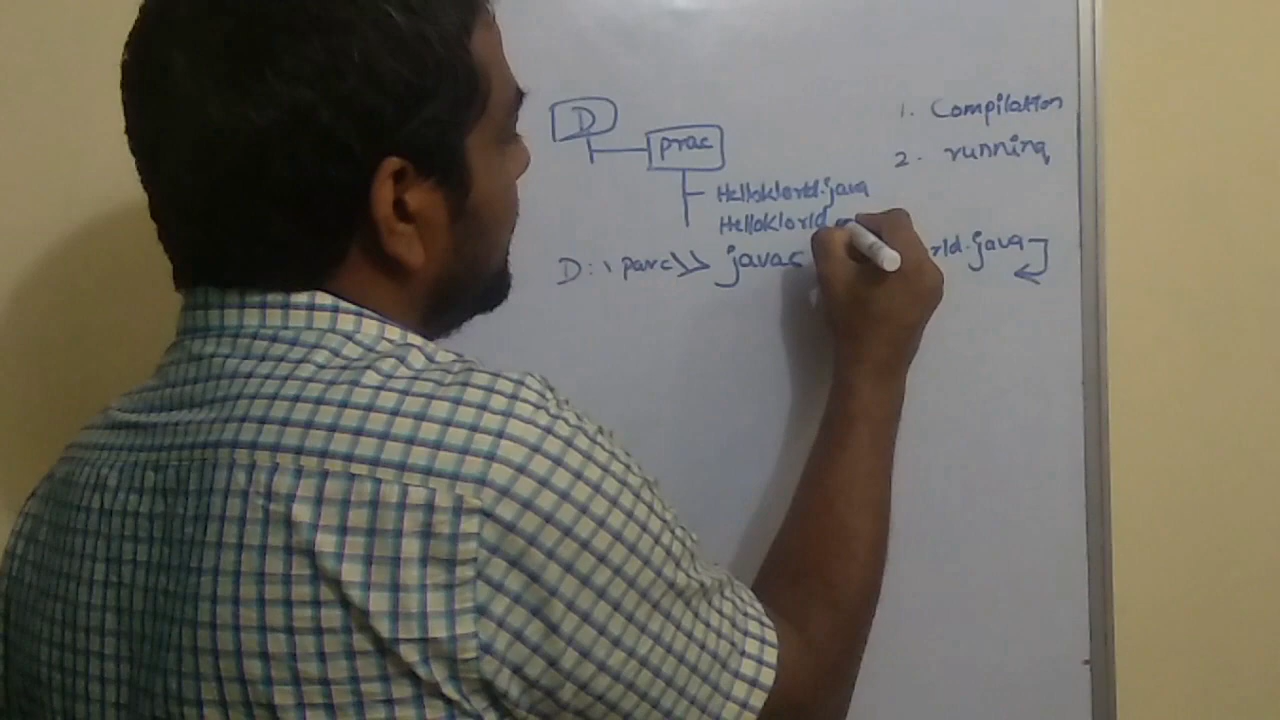 D
prac
1. Compilation
2. running
HelloWorld.java
HelloWorld.
D:\parc>> javac rld.java